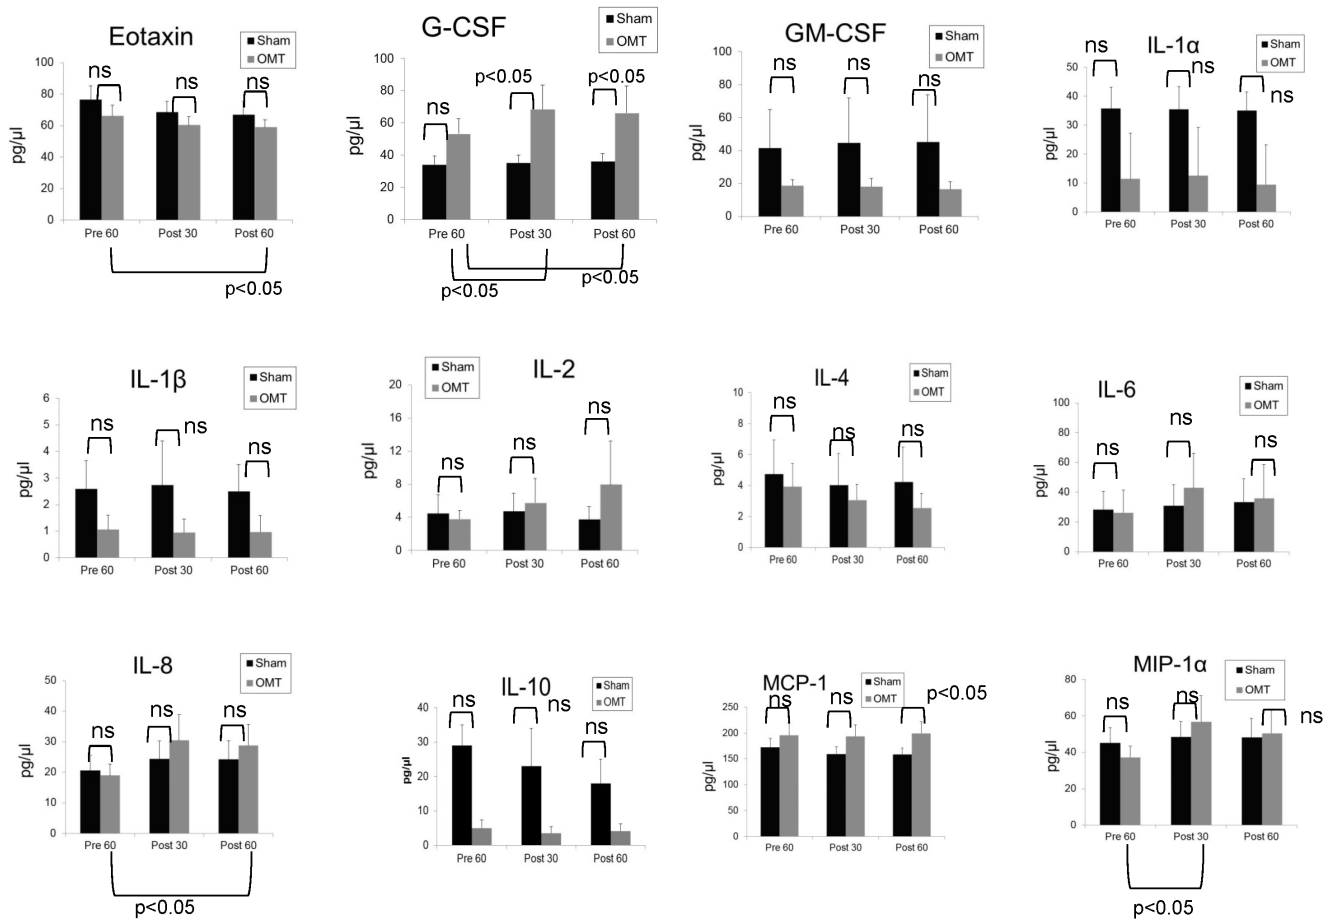 Eotaxin
Sham
OMT
100
80
60
40
20
0
pg/µl
ns
ns
ns
Pre 60
Post 30
Post 60
p<0.05
G-CSF
Sham
OMT
100
80
60
40
20
0
pg/µl
ns
p<0.05
p<0.05
Pre 60
Post 30
Post 60
p<0.05
p<0.05
GM-CSF
Sham
OMT
100
80
60
40
20
0
pg/µl
ns
ns
ns
Pre 60
Post 30
Post 60
IL-1α
Sham
OMT
50
40
30
20
10
0
pg/µl
ns
ns
ns
Pre 60
Post 30
Post 60
IL-1β
Sham
OMT
6
5
4
3
2
1
0
pg/µl
ns
ns
ns
Pre 60
Post 30
Post 60
IL-2
Sham
OMT
20
16
12
8
4
0
pg/µl
ns
ns
ns
Pre 60
Post 30
Post 60
IL-4
Sham
OMT
10
8
6
4
2
0
pg/µl
ns
ns
ns
Pre 60
Post 30
Post 60
IL-6
Sham
OMT
100
80
60
40
20
0
pg/µl
ns
ns
ns
Pre 60
Post 30
Post 60
IL-8
Sham
OMT
50
40
30
20
10
0
pg/µl
ns
ns
ns
Pre 60
Post 30
Post 60
p<0.05
IL-10
Sham
OMT
40
30
20
10
0
pg/µl
ns
ns
ns
Pre 60
Post 30
Post 60
MCP-1
Sham
OMT
250
200
150
100
50
0
pg/µl
ns
ns
p<0.05
Pre 60
Post 30
Post 60
MIP-1α
Sham
OMT
80
60
40
20
0
pg/µl
ns
ns
ns
Pre 60
Post 30
Post 60
p<0.05